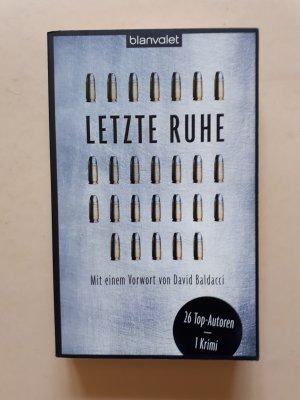 blanvalet
LETZTE RUHE
Mit einem Vorwort von David Baldacci
26 Top-Autoren
1 Krimi